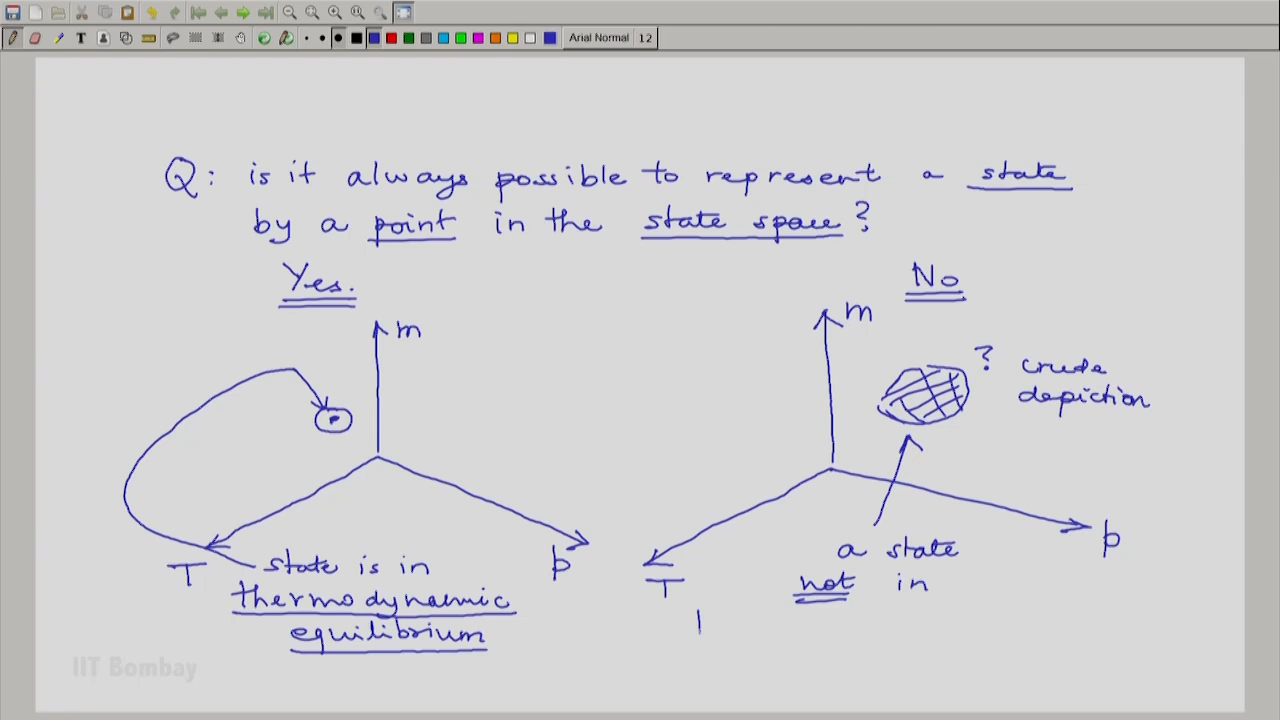 Arial Normal 12
Q: is it always possible to represent a state
by a point in the state space?
Yes.
m
T
p
state is in
thermodynamic
equilibrium
No
m
? crude
depiction
T
p
a state
not in
IIT Bombay